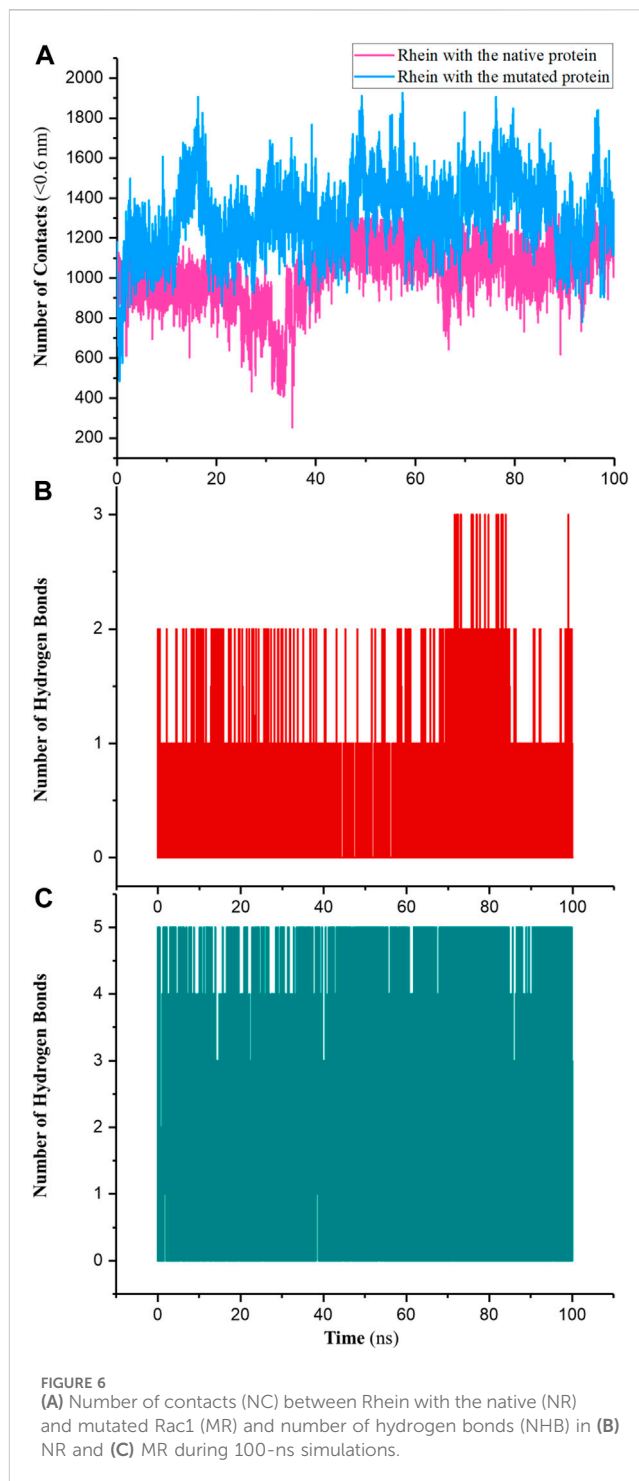 A
Rhein with the native protein
Rhein with the mutated protein
Number of Contacts (<0.6 nm)
2000
1800
1600
1400
1200
1000
800
600
400
200
0 20 40 60 80 100
B
Number of Hydrogen Bonds
3
2
1
0
0 20 40 60 80 100
C
Number of Hydrogen Bonds
5
4
3
2
1
0
0 20 40 60 80 100
Time (ns)
FIGURE 6
(A) Number of contacts (NC) between Rhein with the native (NR)
and mutated Rac1 (MR) and number of hydrogen bonds (NHB) in (B)
NR and (C) MR during 100-ns simulations.